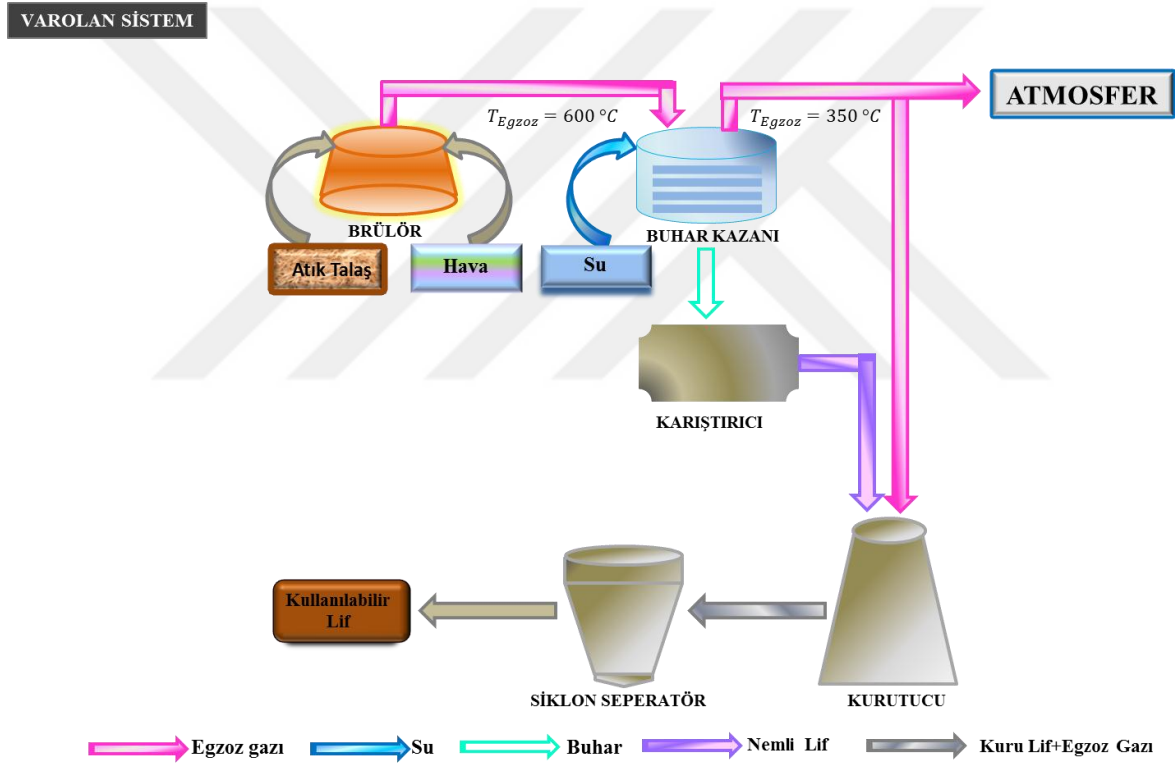 VAROLAN SİSTEM
ATMOSFER
T_Egzoz = 600 °C
T_Egzoz = 350 °C
BRÜLÖR
BUHAR KAZANI
Atık Talaş
Hava
Su
KARIŞTIRICI
Kullanılabilir
Lif
SİKLON SEPERATÖR
KURUTUCU
Egzoz gazı
Su
Buhar
Nemli Lif
Kuru Lif+Egzoz Gazı